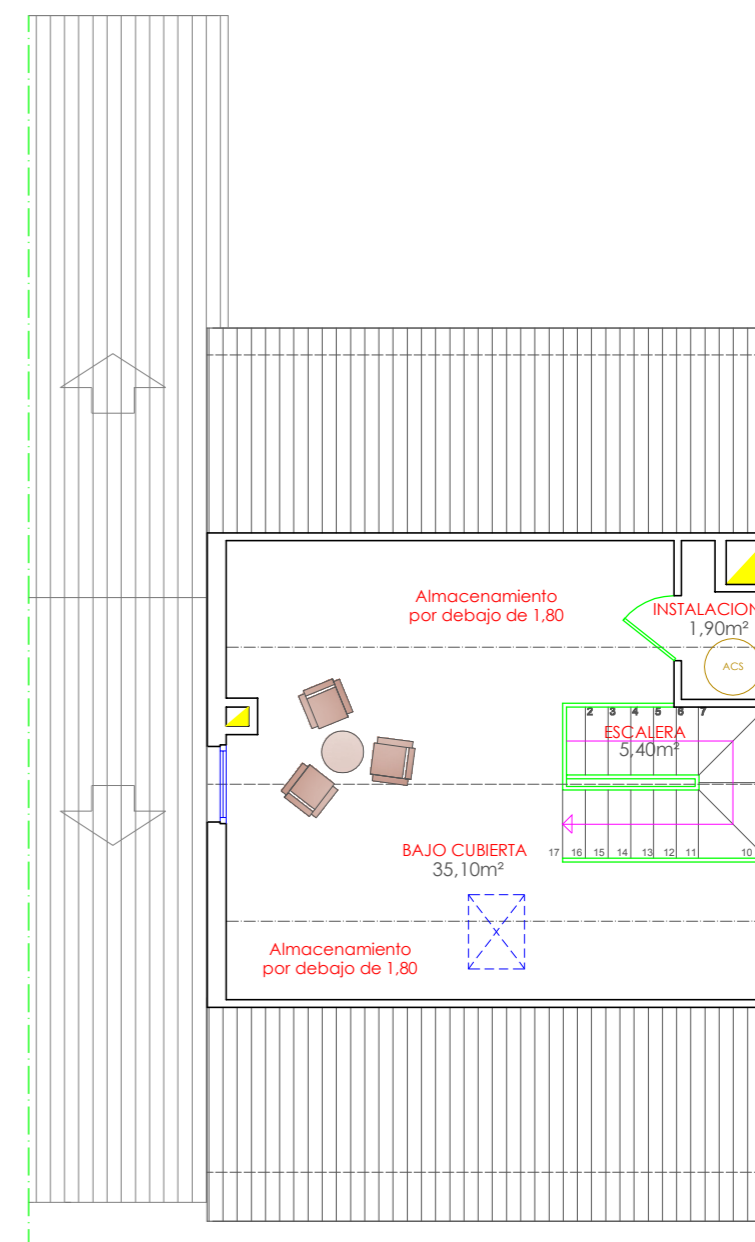 Almacenamiento
por debajo de 1,80
INSTALACION
1,90m²
ACS
2 3 4 5 6 7
ESCALERA
5,40m²
BAJO CUBIERTA
35,10m²
17 16 15 14 13 12 11 10
Almacenamiento
por debajo de 1,80